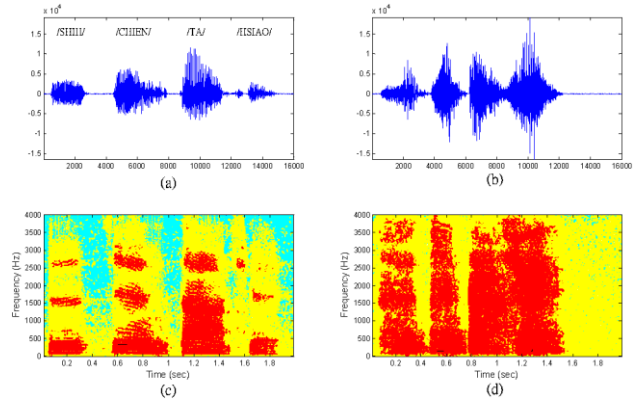 x 10⁴ x 10⁴
/SHIH/ /CHIEN/ /TA/ /HSIAO/
1.5 1.5
1 1
0.5 0.5
0 0
-0.5 -0.5
-1 -1
-1.5 -1.5
2000 4000 6000 8000 10000 12000 14000 16000 2000 4000 6000 8000 10000 12000 14000 16000
(a) (b)
4000 4000
3500 3500
3000 3000
2500 2500
2000 2000
1500 1500
1000 1000
500 500
0 0
Frequency (Hz) Frequency (Hz)
0.2 0.4 0.6 0.8 1 1.2 1.4 1.6 1.8 0.2 0.4 0.6 0.8 1 1.2 1.4 1.6 1.8
Time (sec) Time (sec)
(c) (d)